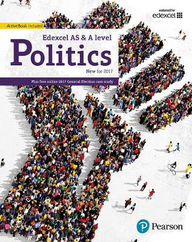 ActiveBook included
endorsed for
edexcel
Edexcel AS & A level
Politics
New for 2017
Plus free online 2017 General Election case study
Pearson